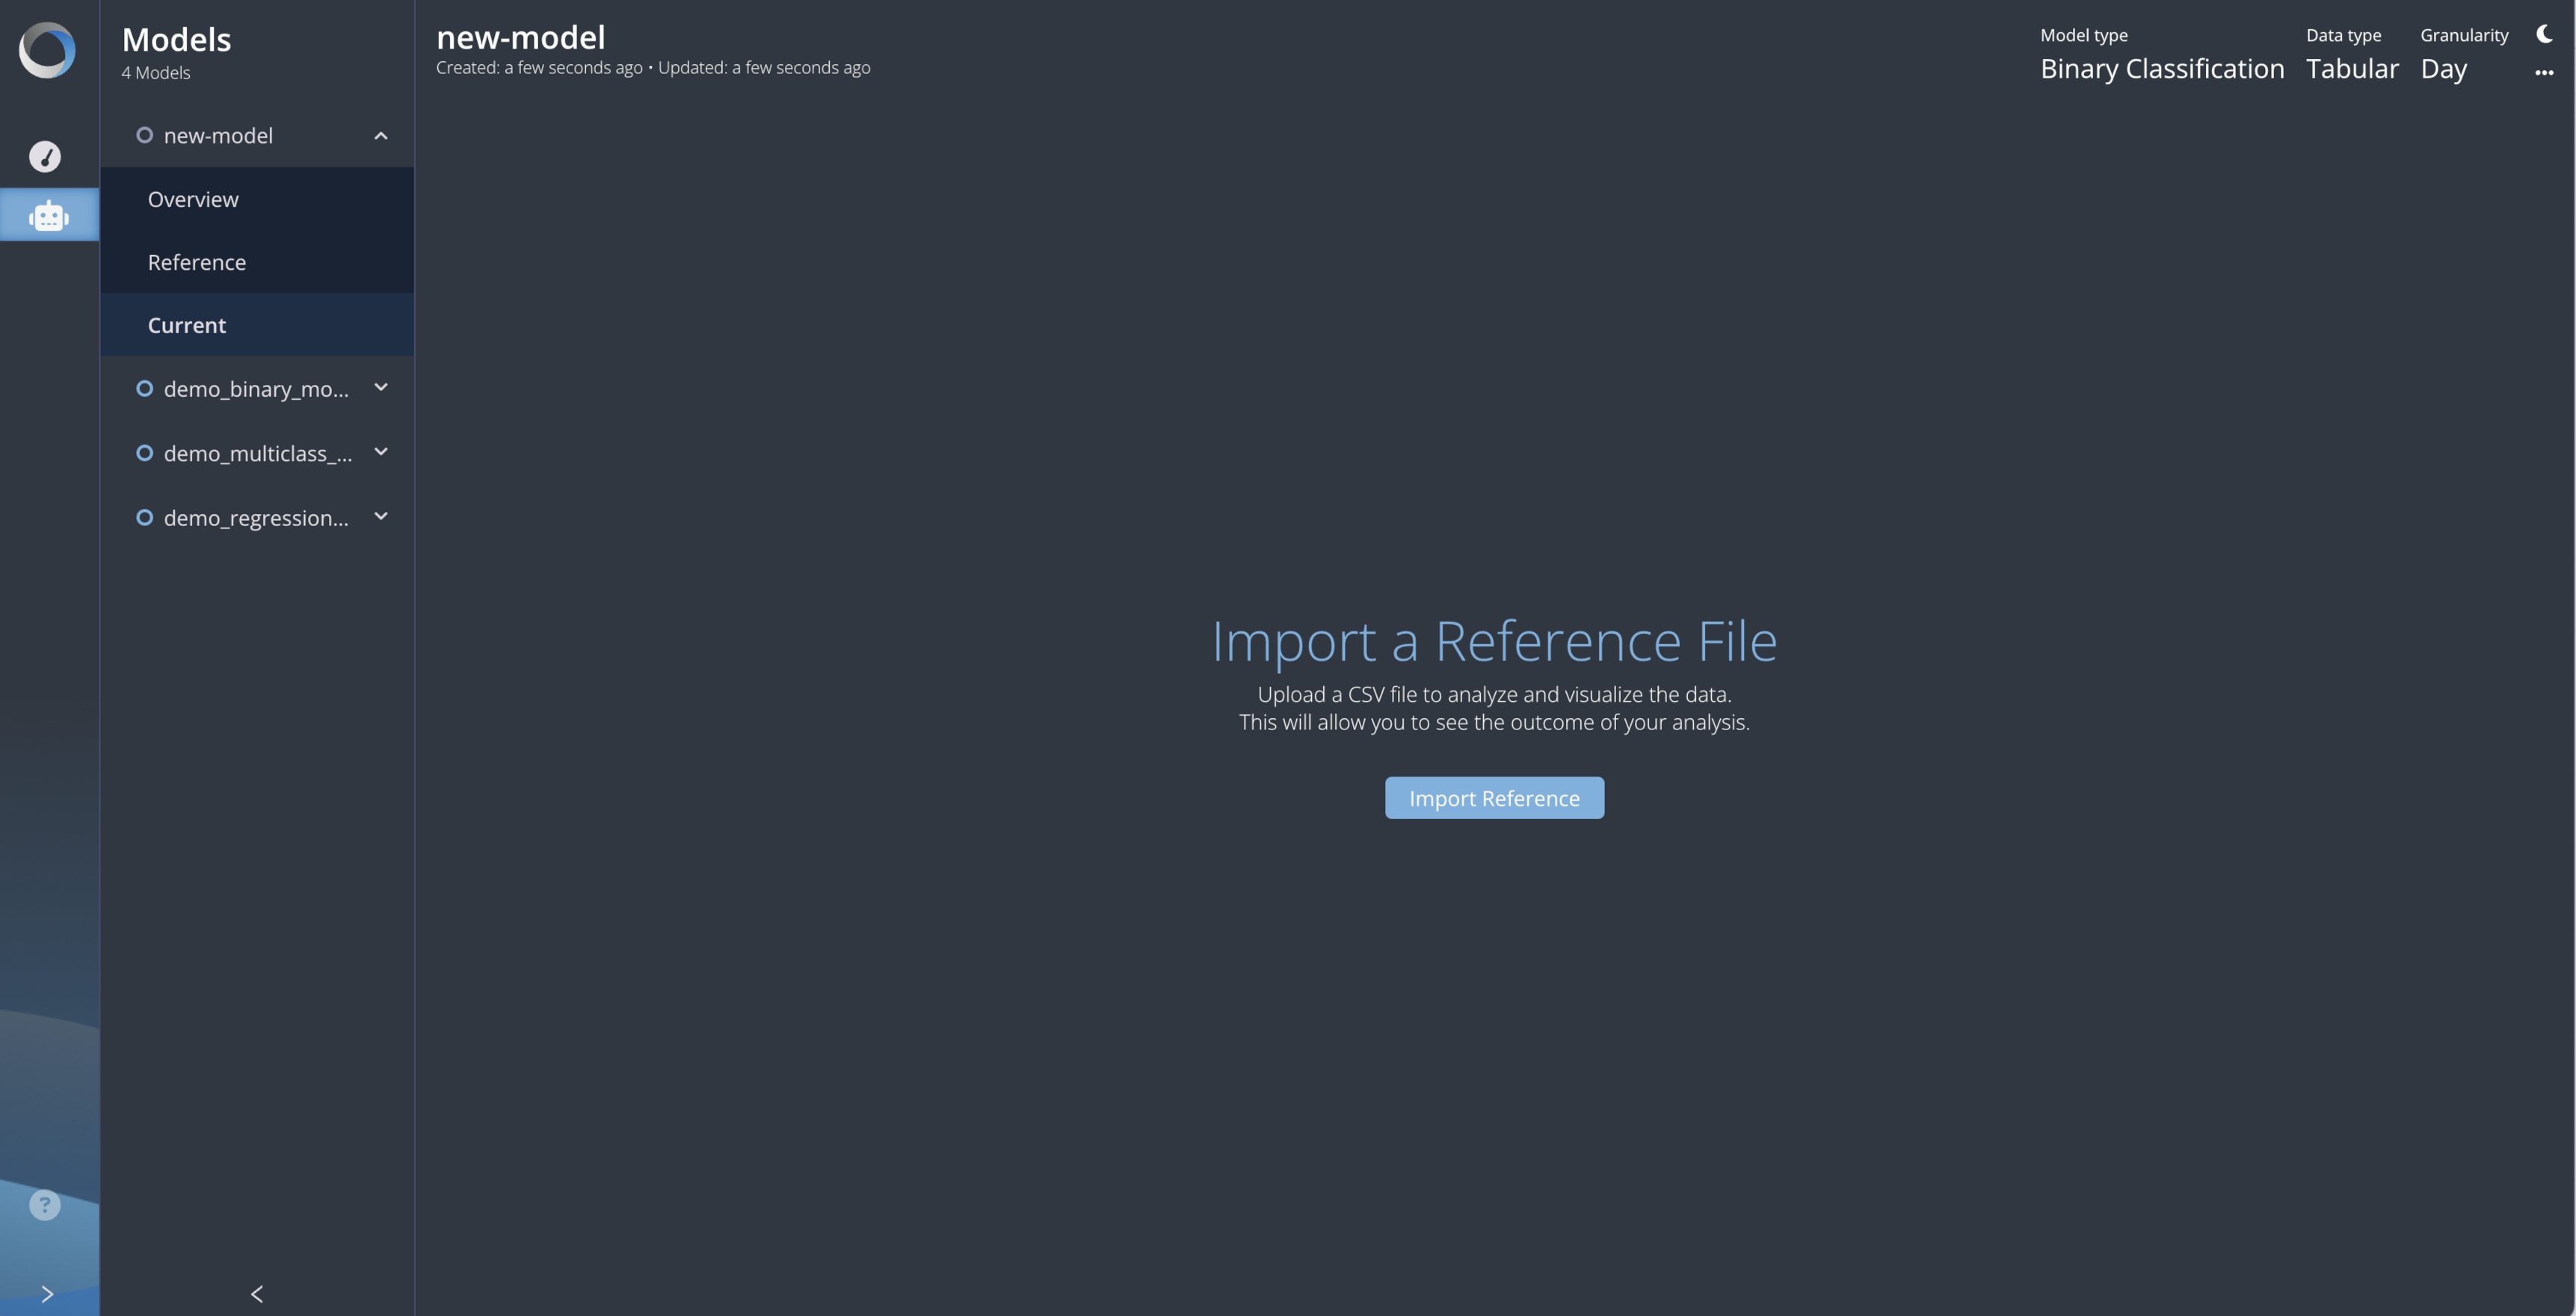 Models
4 Models
new-model
Overview
Reference
Current
demo_binary_mo...
demo_multiclass_...
demo_regression...
new-model
Created: a few seconds ago • Updated: a few seconds ago
Model type
Binary Classification
Data type
Tabular
Granularity
Day
Import a Reference File
Upload a CSV file to analyze and visualize the data.
This will allow you to see the outcome of your analysis.
Import Reference
?